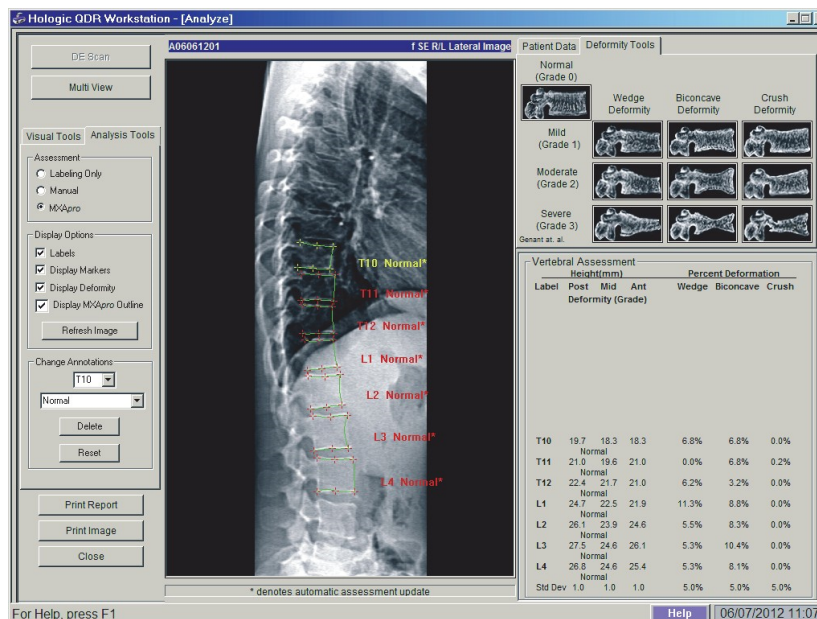 Hologic QDR Workstation - [Analyze]
DE Scan
Multi View
Visual Tools Analysis Tools
Assessment
Labeling Only
Manual
MXApro
Display Options
Labels
Display Markers
Display Deformity
Display MXApro Outline
Refresh Image
Change Annotations
T10
Normal
Delete
Reset
Print Report
Print Image
Close
A06061201 f SE R/L Lateral Image
T10 Normal*
T11 Normal*
T12 Normal*
L1 Normal*
L2 Normal*
L3 Normal*
L4 Normal*
* denotes automatic assessment update
Patient Data Deformity Tools
Normal
(Grade 0)
Wedge Deformity
Biconcave Deformity
Crush Deformity
Mild
(Grade 1)
Moderate
(Grade 2)
Severe
(Grade 3)
Genant at. al.
Vertebral Assessment
Height(mm) Percent Deformation
Label Post Mid Ant Wedge Biconcave Crush
Deformity (Grade)
T10 19.7 18.3 18.3 6.8% 6.8% 0.0%
Normal
T11 21.0 19.6 21.0 0.0% 6.8% 0.2%
Normal
T12 22.4 21.7 21.0 6.2% 3.2% 0.0%
Normal
L1 24.7 22.5 21.9 11.3% 8.8% 0.0%
Normal
L2 26.1 23.9 24.6 5.5% 8.3% 0.0%
Normal
L3 27.5 24.6 26.1 5.3% 10.4% 0.0%
Normal
L4 26.8 24.6 25.4 5.3% 8.1% 0.0%
Normal
Std Dev 1.0 1.0 1.0 5.0% 5.0% 5.0%
For Help, press F1
Help 06/07/2012 11:07